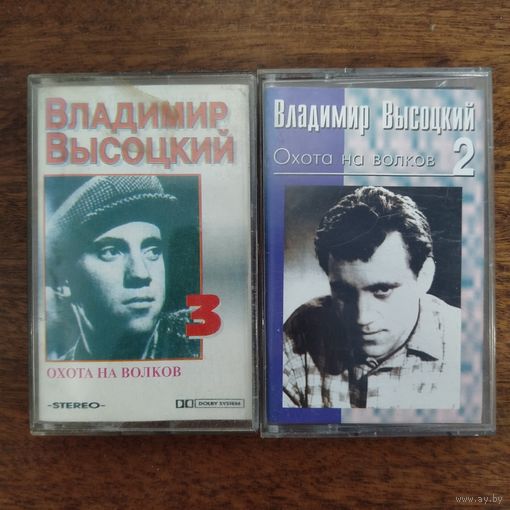 Владимир
Высоцкий
3
ОХОТА НА ВОЛКОВ
-STEREO-
DOLBY SYSTEM
Владимир Высоцкий
Охота на волков 2
www.ay.by